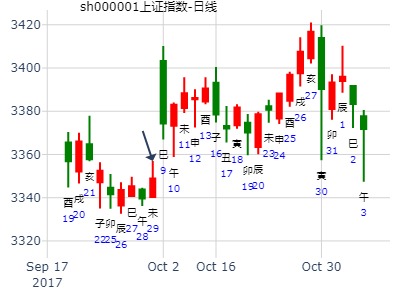 sh000001上证指数-日线
3420
3400
3380
3360
3340
3320
酉
19
戌
20
亥
21
子
22
卯
25
辰
26
巳
27
午
28
未
29
巳
9
午
10
未
11
申
12
酉
13
子
16
丑
17
寅
18
卯
19
辰
20
未
23
申
24
酉
25
戌
26
亥
27
寅
30
卯
31
辰
1
巳
2
午
3
Sep 17
2017
Oct 2
Oct 16
Oct 30